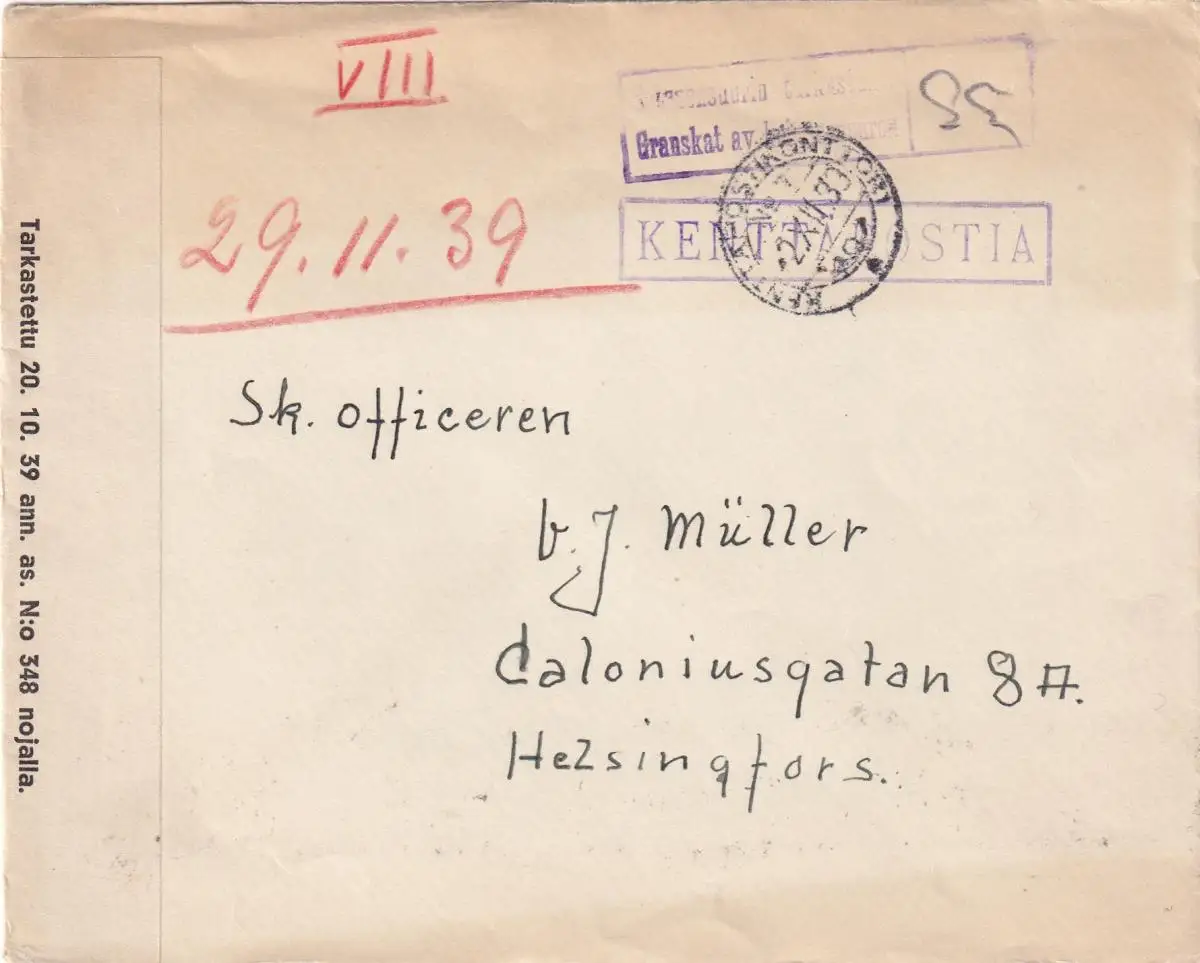 VIII
Granskat av
29.11.39
KENTTÄPOSTIA
KENTTÄPOSTIKONTTORI
Sk. officeren
V. J. Müller
Caloniusgatan 8 A.
Helsingfors.
Tarkastettu 20. 10. 39 ann. as. N:o 348 nojalla.